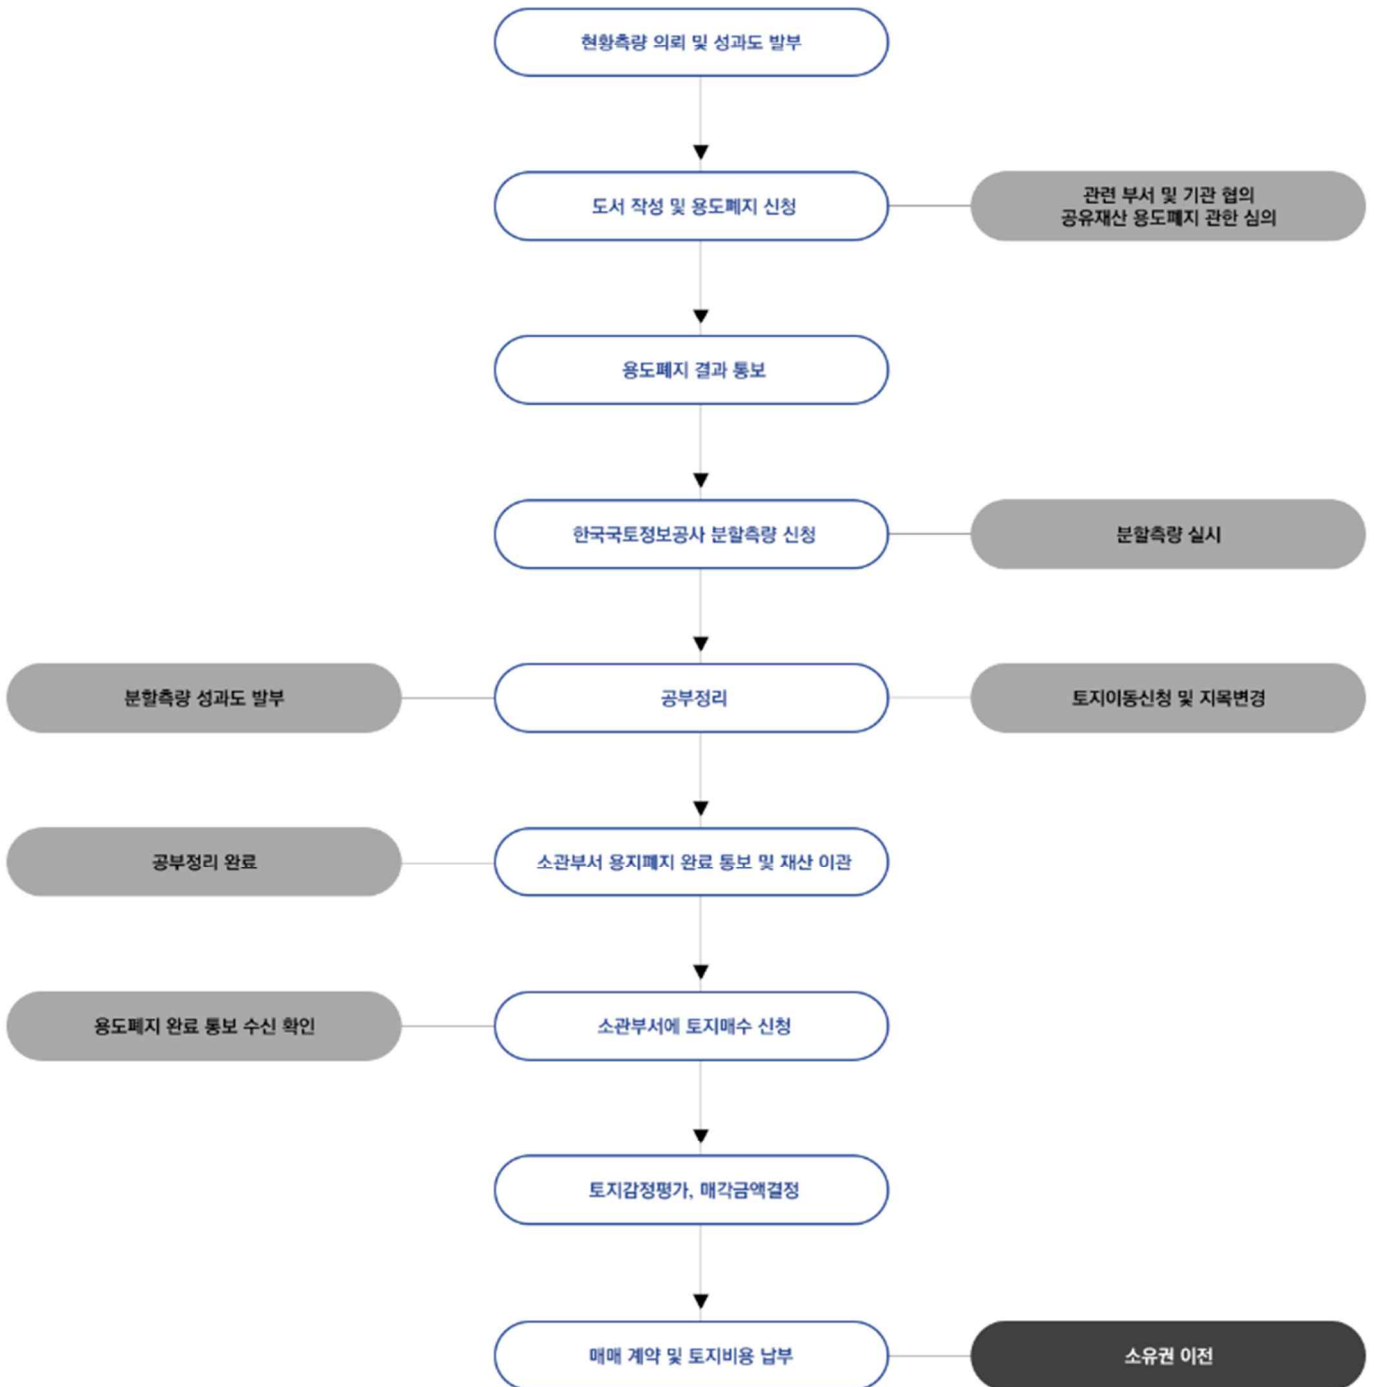 현황측량 의뢰 및 성과도 발부
도서 작성 및 용도폐지 신청
관련 부서 및 기관 협의
공유재산 용도폐지 관한 심의
용도폐지 결과 통보
한국국토정보공사 분할측량 신청
분할측량 실시
분할측량 성과도 발부
공부정리
토지이동신청 및 지목변경
공부정리 완료
소관부서 용지폐지 완료 통보 및 재산 이관
용도폐지 완료 통보 수신 확인
소관부서에 토지매수 신청
토지감정평가, 매각금액결정
매매 계약 및 토지비용 납부
소유권 이전